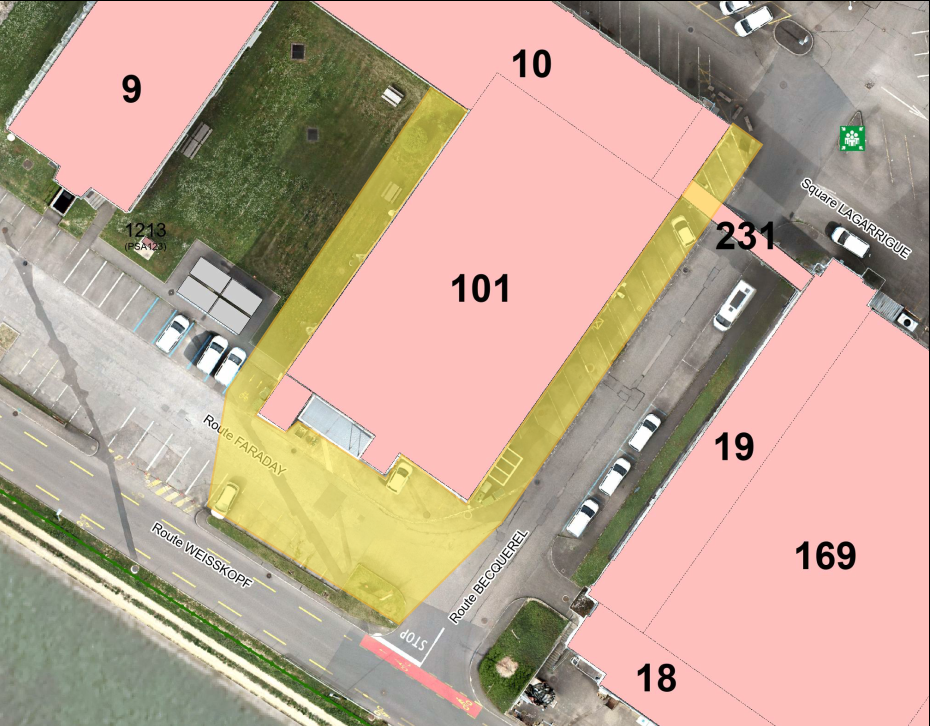 10
9
Square LAGARRIGUE
1213
(PSA123)
231
101
Route FARADAY
19
Route WEISSKOPF
169
Route BECQUEREL
STOP
18